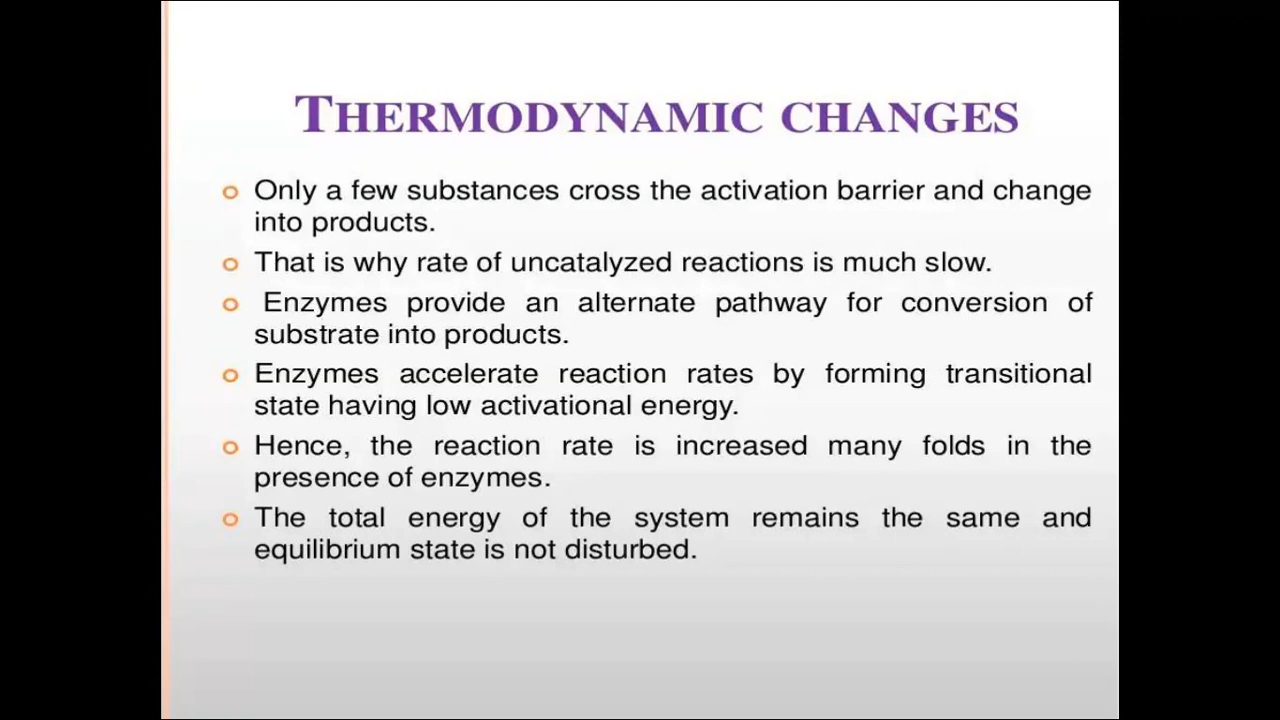 THERMODYNAMIC CHANGES
o Only a few substances cross the activation barrier and change
into products.
o That is why rate of uncatalyzed reactions is much slow.
o Enzymes provide an alternate pathway for conversion of
substrate into products.
o Enzymes accelerate reaction rates by forming transitional
state having low activational energy.
o Hence, the reaction rate is increased many folds in the
presence of enzymes.
o The total energy of the system remains the same and
equilibrium state is not disturbed.